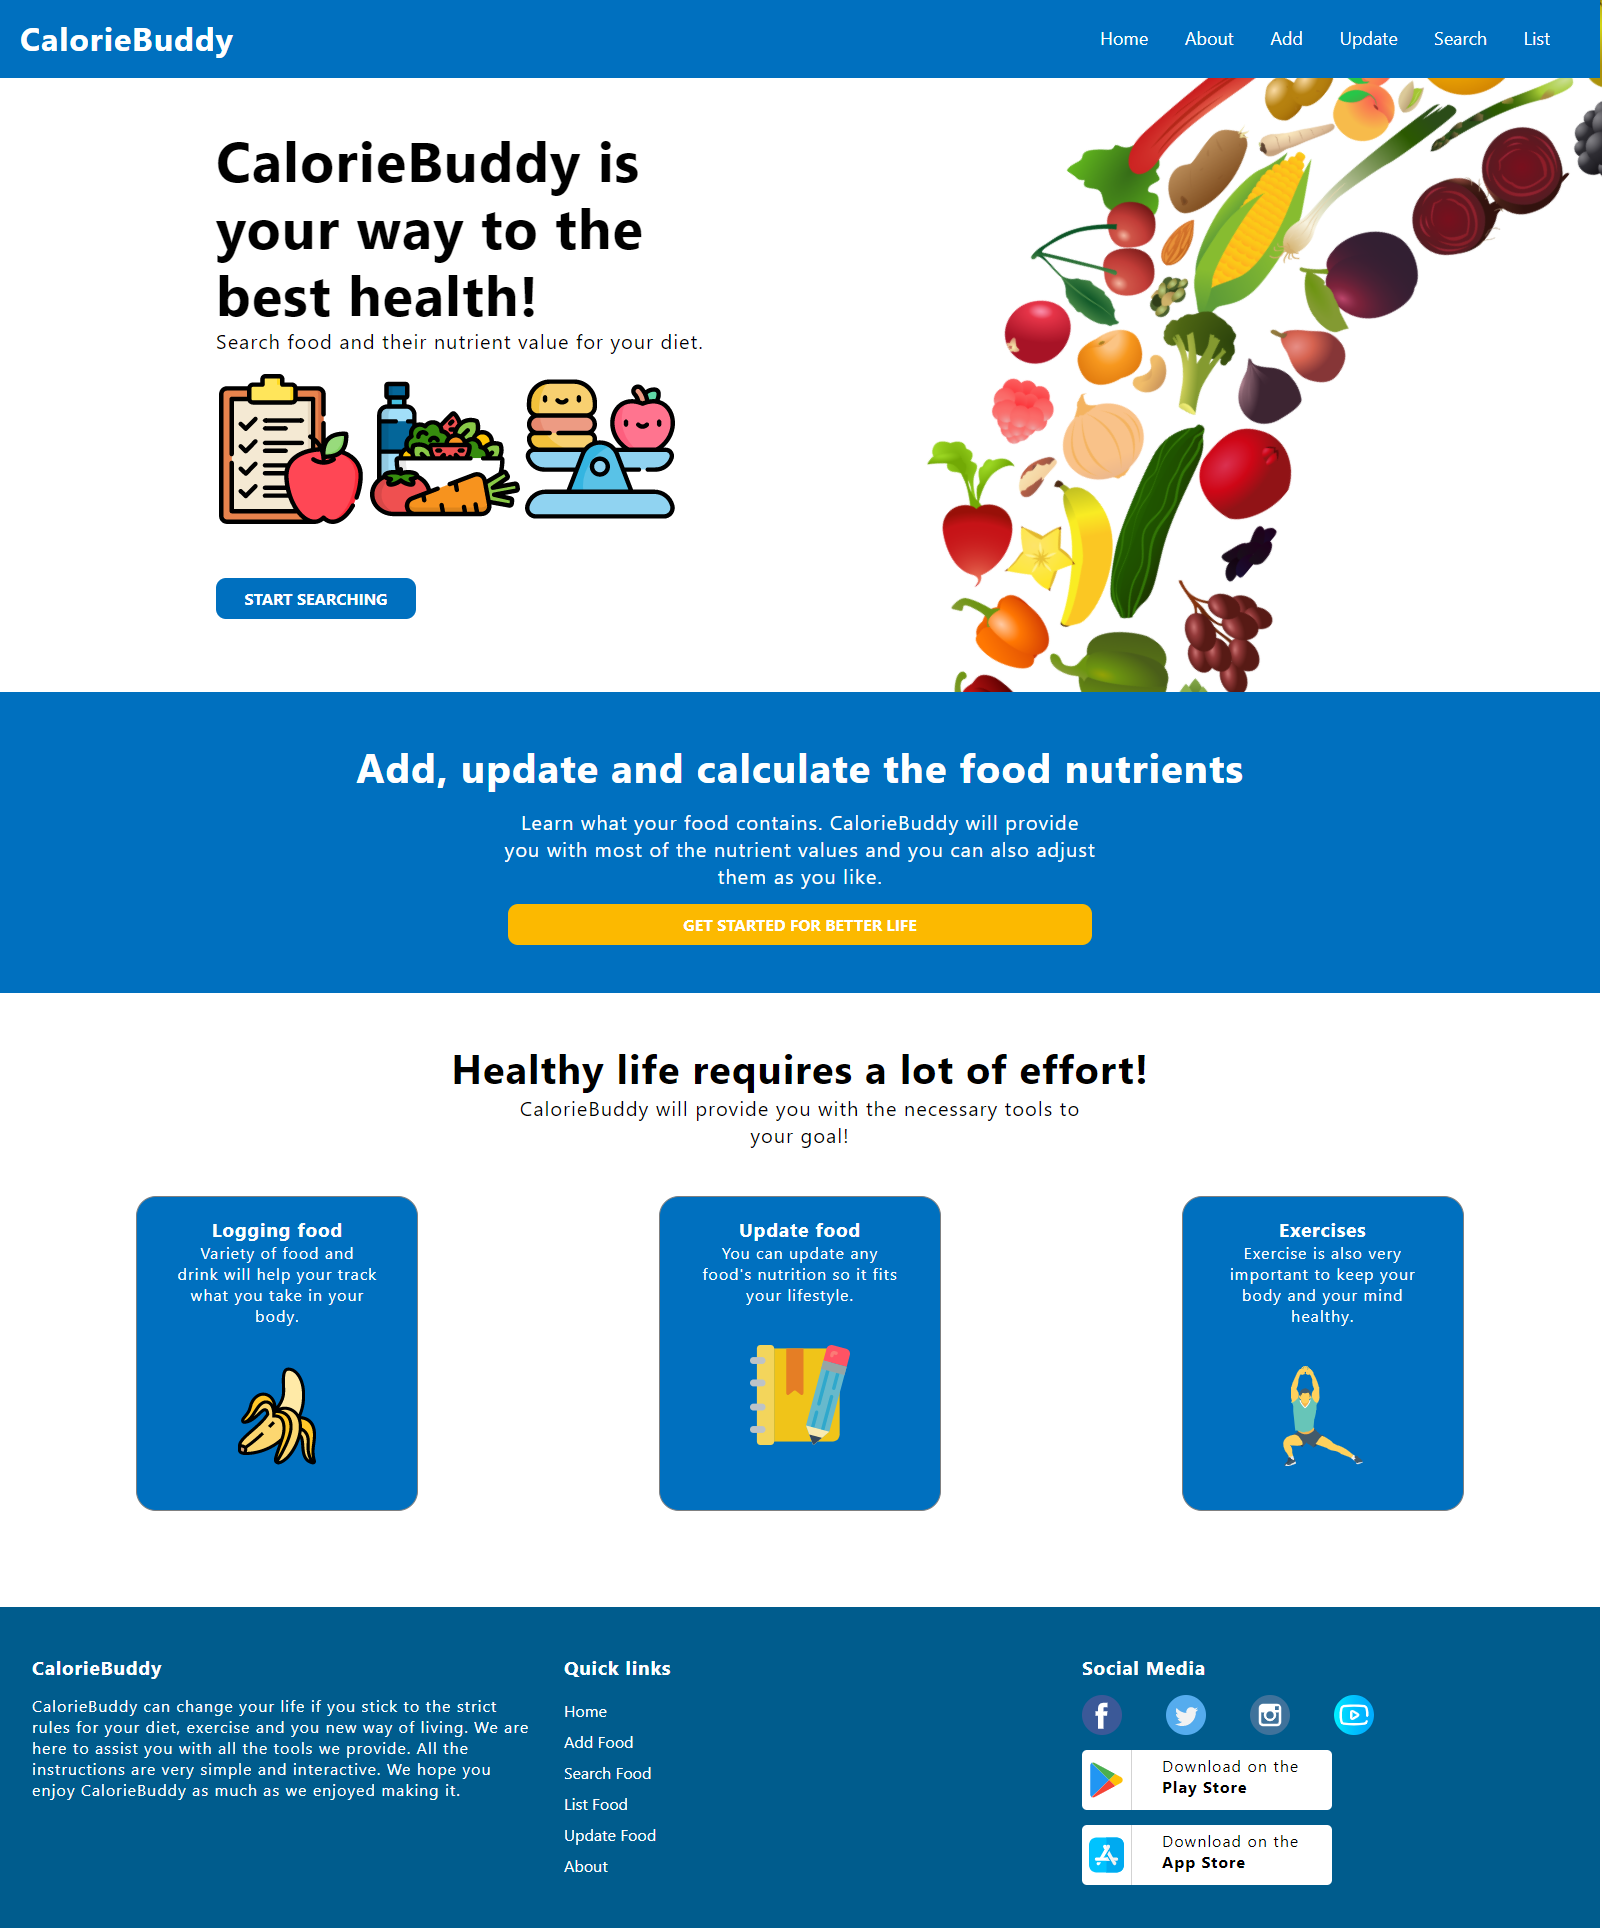 CalorieBuddy
Home About Add Update Search List
CalorieBuddy is
your way to the
best health!
Search food and their nutrient value for your diet.
START SEARCHING
Add, update and calculate the food nutrients
Learn what your food contains. CalorieBuddy will provide
you with most of the nutrient values and you can also adjust
them as you like.
GET STARTED FOR BETTER LIFE
Healthy life requires a lot of effort!
CalorieBuddy will provide you with the necessary tools to
your goal!
Logging food
Variety of food and
drink will help your track
what you take in your
body.
Update food
You can update any
food's nutrition so it fits
your lifestyle.
Exercises
Exercise is also very
important to keep your
body and your mind
healthy.
CalorieBuddy
CalorieBuddy can change your life if you stick to the strict
rules for your diet, exercise and you new way of living. We are
here to assist you with all the tools we provide. All the
instructions are very simple and interactive. We hope you
enjoy CalorieBuddy as much as we enjoyed making it.
Quick links
Home
Add Food
Search Food
List Food
Update Food
About
Social Media
Download on the
Play Store
Download on the
App Store